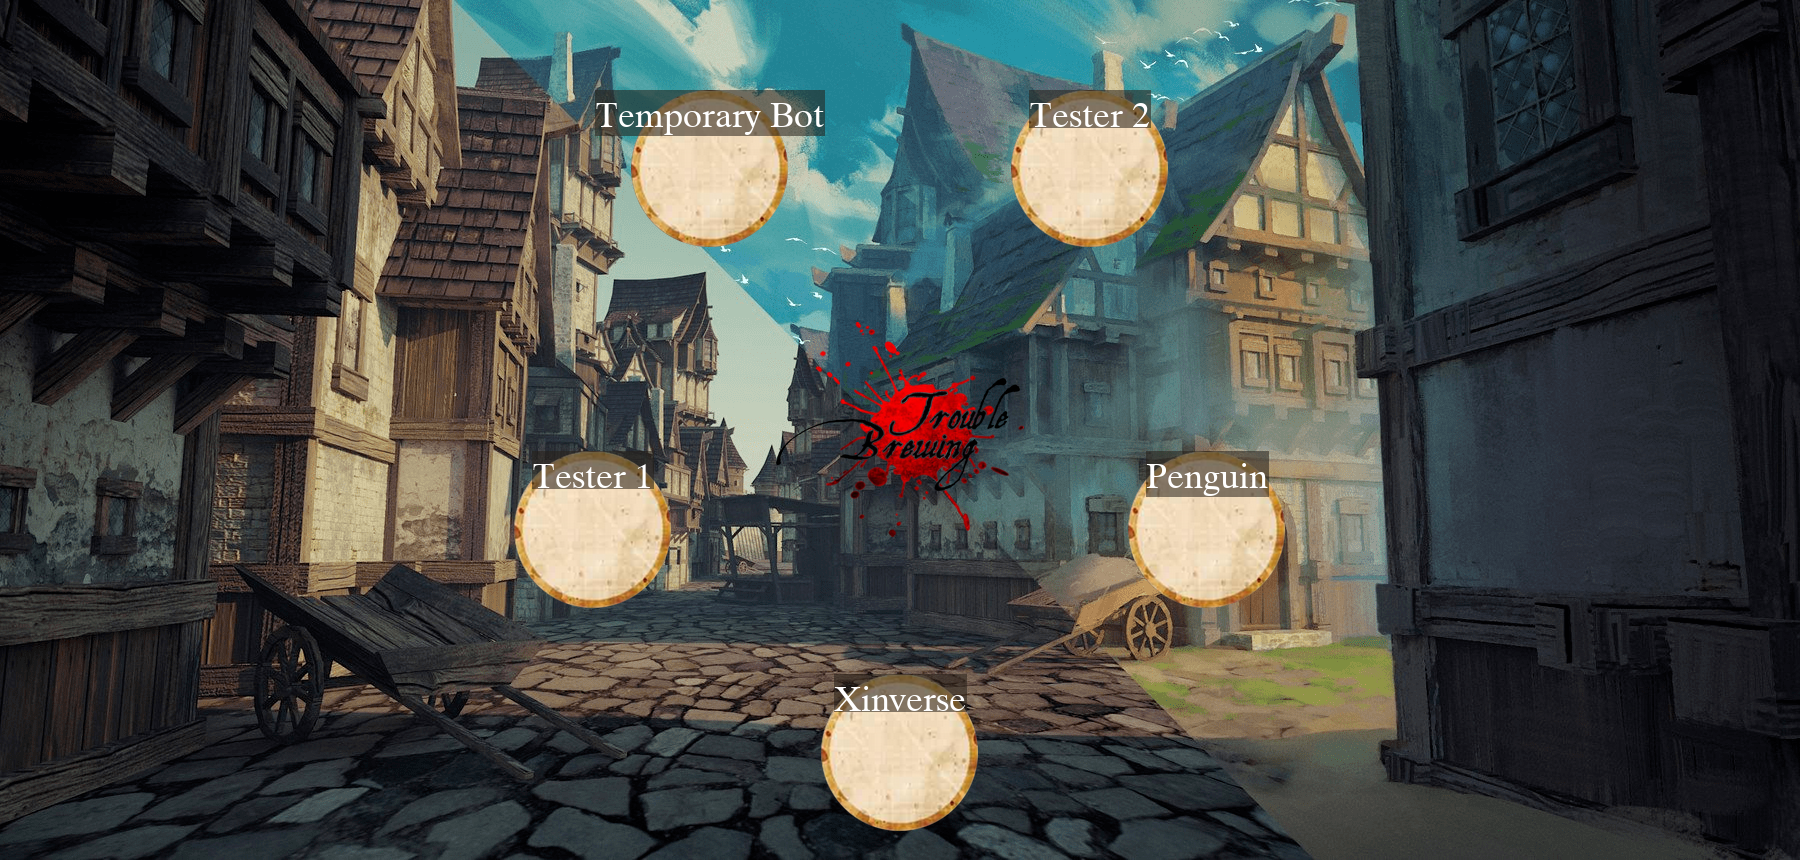 Temporary Bot
Tester 2
Trouble
Brewing
Tester 1
Penguin
Xinverse